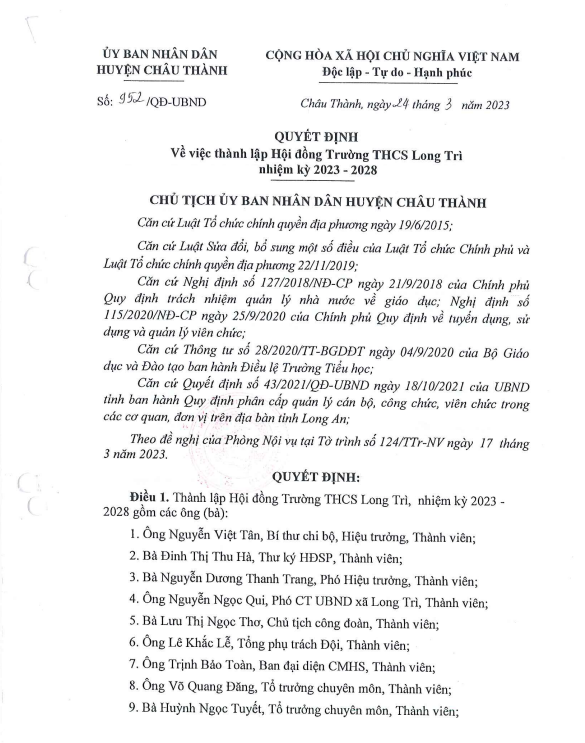 ỦY BAN NHÂN DÂN
HUYỆN CHÂU THÀNH
CỘNG HÒA XÃ HỘI CHỦ NGHĨA VIỆT NAM
Độc lập - Tự do - Hạnh phúc
Số: 952/QĐ-UBND
Châu Thành, ngày 24 tháng 3 năm 2023
QUYẾT ĐỊNH
Về việc thành lập Hội đồng Trường THCS Long Trì
nhiệm kỳ 2023 - 2028
CHỦ TỊCH ỦY BAN NHÂN DÂN HUYỆN CHÂU THÀNH
Căn cứ Luật Tổ chức chính quyền địa phương ngày 19/6/2015;
Căn cứ Luật Sửa đổi, bổ sung một số điều của Luật Tổ chức Chính phủ và
Luật Tổ chức chính quyền địa phương 22/11/2019;
Căn cứ Nghị định số 127/2018/NĐ-CP ngày 21/9/2018 của Chính phủ
Quy định trách nhiệm quản lý nhà nước về giáo dục; Nghị định số
115/2020/NĐ-CP ngày 25/9/2020 của Chính phủ Quy định về tuyển dụng, sử
dụng và quản lý viên chức;
Căn cứ Thông tư số 28/2020/TT-BGDĐT ngày 04/9/2020 của Bộ Giáo
dục và Đào tạo ban hành Điều lệ Trường Tiểu học;
Căn cứ Quyết định số 43/2021/QĐ-UBND ngày 18/10/2021 của UBND
tỉnh ban hành Quy định phân cấp quản lý cán bộ, công chức, viên chức trong
các cơ quan, đơn vị trên địa bàn tỉnh Long An;
Theo đề nghị của Phòng Nội vụ tại Tờ trình số 124/TTr-NV ngày 17 tháng
3 năm 2023.
QUYẾT ĐỊNH:
Điều 1. Thành lập Hội đồng Trường THCS Long Trì, nhiệm kỳ 2023 -
2028 gồm các ông (bà):
1. Ông Nguyễn Việt Tân, Bí thư chi bộ, Hiệu trưởng, Thành viên;
2. Bà Đinh Thị Thu Hà, Thư ký HĐSP, Thành viên;
3. Bà Nguyễn Dương Thanh Trang, Phó Hiệu trưởng, Thành viên;
4. Ông Nguyễn Ngọc Qui, Phó CT UBND xã Long Trì, Thành viên;
5. Bà Lưu Thị Ngọc Thơ, Chủ tịch công đoàn, Thành viên;
6. Ông Lê Khắc Lễ, Tổng phụ trách Đội, Thành viên;
7. Ông Trịnh Bảo Toàn, Ban đại diện CMHS, Thành viên;
8. Ông Võ Quang Đăng, Tổ trưởng chuyên môn, Thành viên;
9. Bà Huỳnh Ngọc Tuyết, Tổ trưởng chuyên môn, Thành viên;